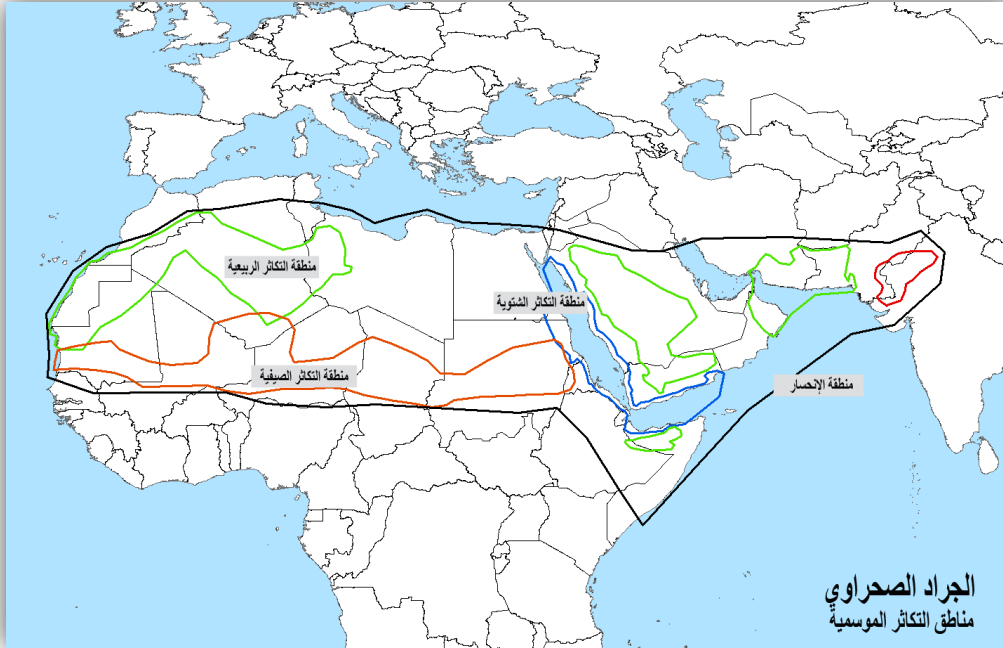 منطقة التكاثر الربيعية
منطقة التكاثر الشتوية
منطقة التكاثر الصيفية
منطقة الإنحسار
الجراد الصحراوي
مناطق التكاثر الموسمية